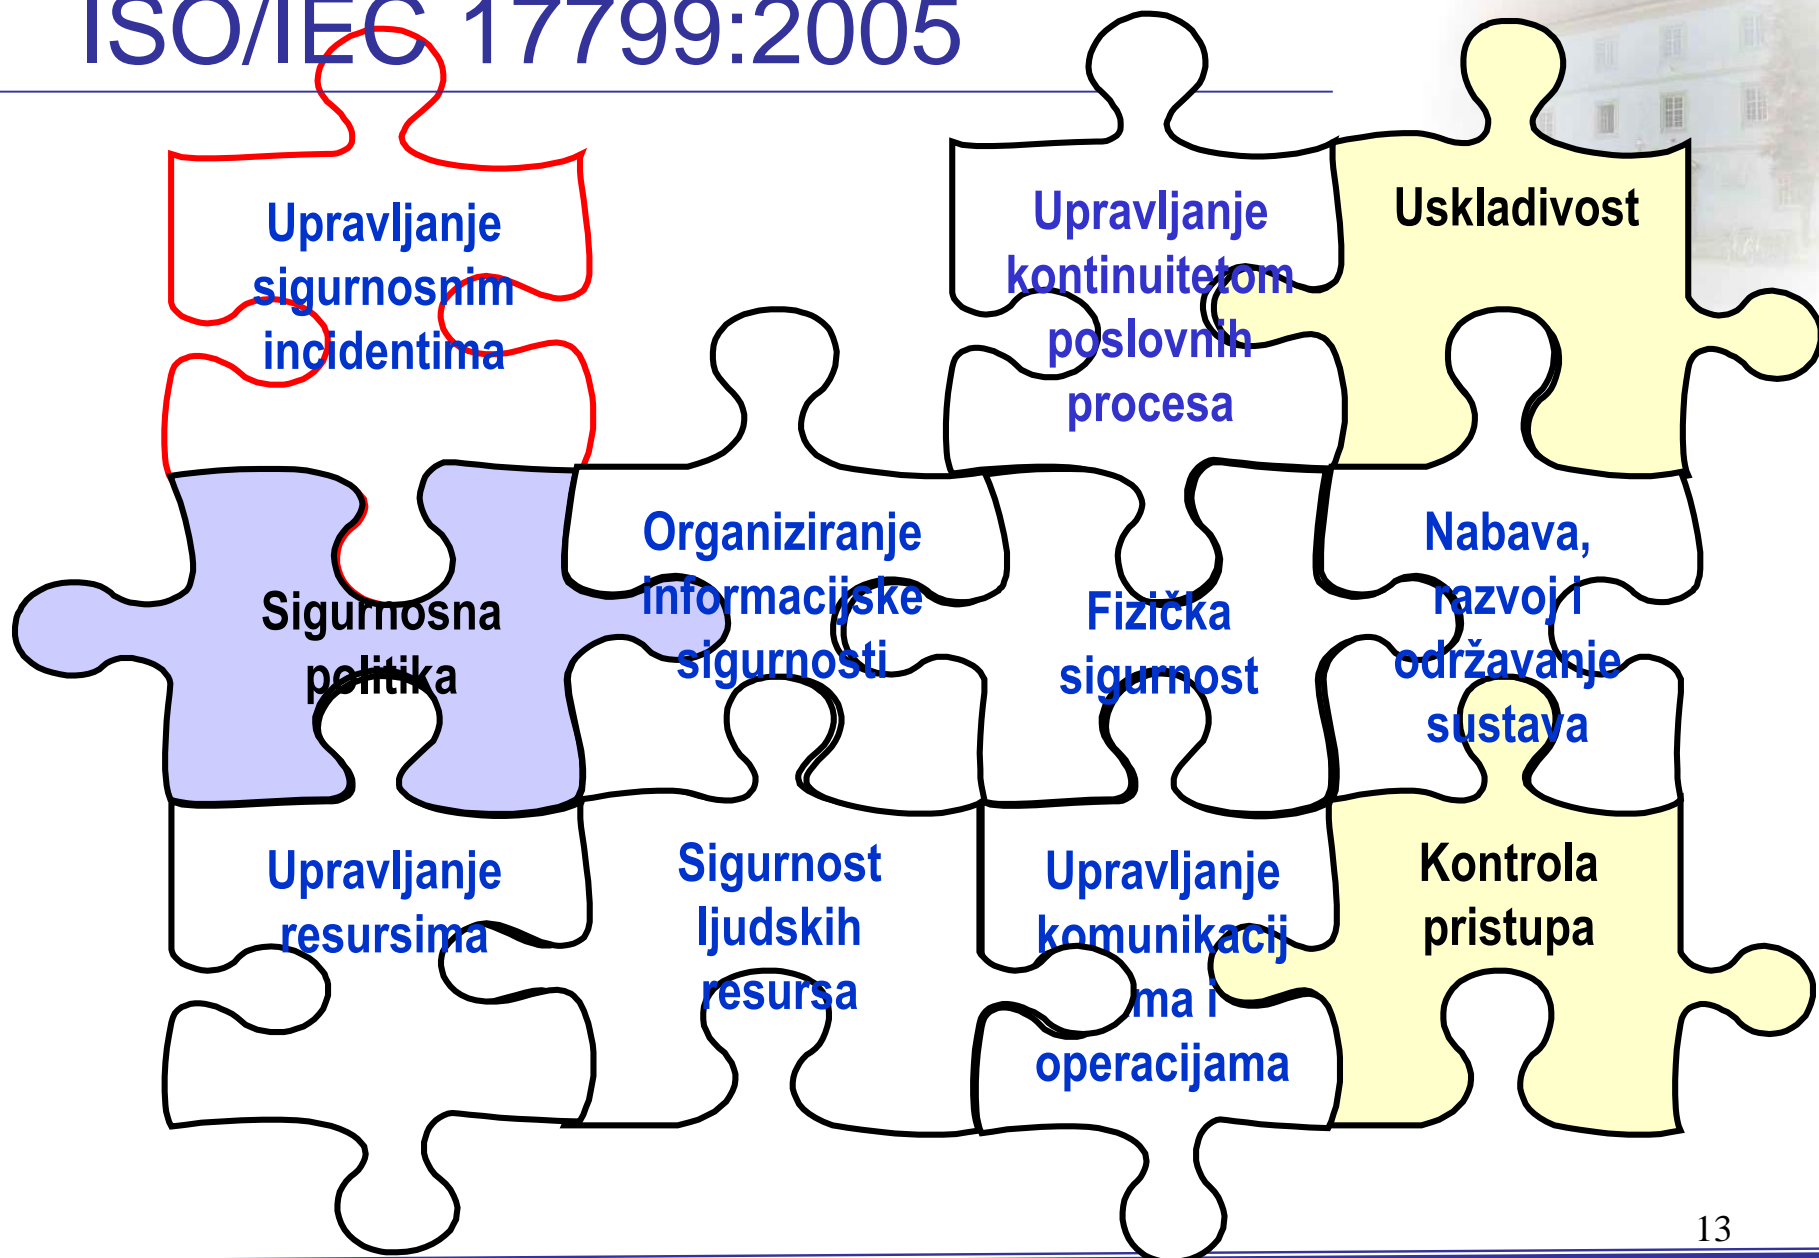 ISO/IEC 17799:2005
Upravljanje
sigurnosnim
incidentima
Upravljanje
kontinuitetom
poslovnih
procesa
Uskladivost
Sigurnosna
politika
Organiziranje
informacijske
sigurnosti
Fizička
sigurnost
Nabava,
razvoj i
održavanje
sustava
Upravljanje
resursima
Sigurnost
ljudskih
resursa
Upravljanje
komunikacij
ma i
operacijama
Kontrola
pristupa
13